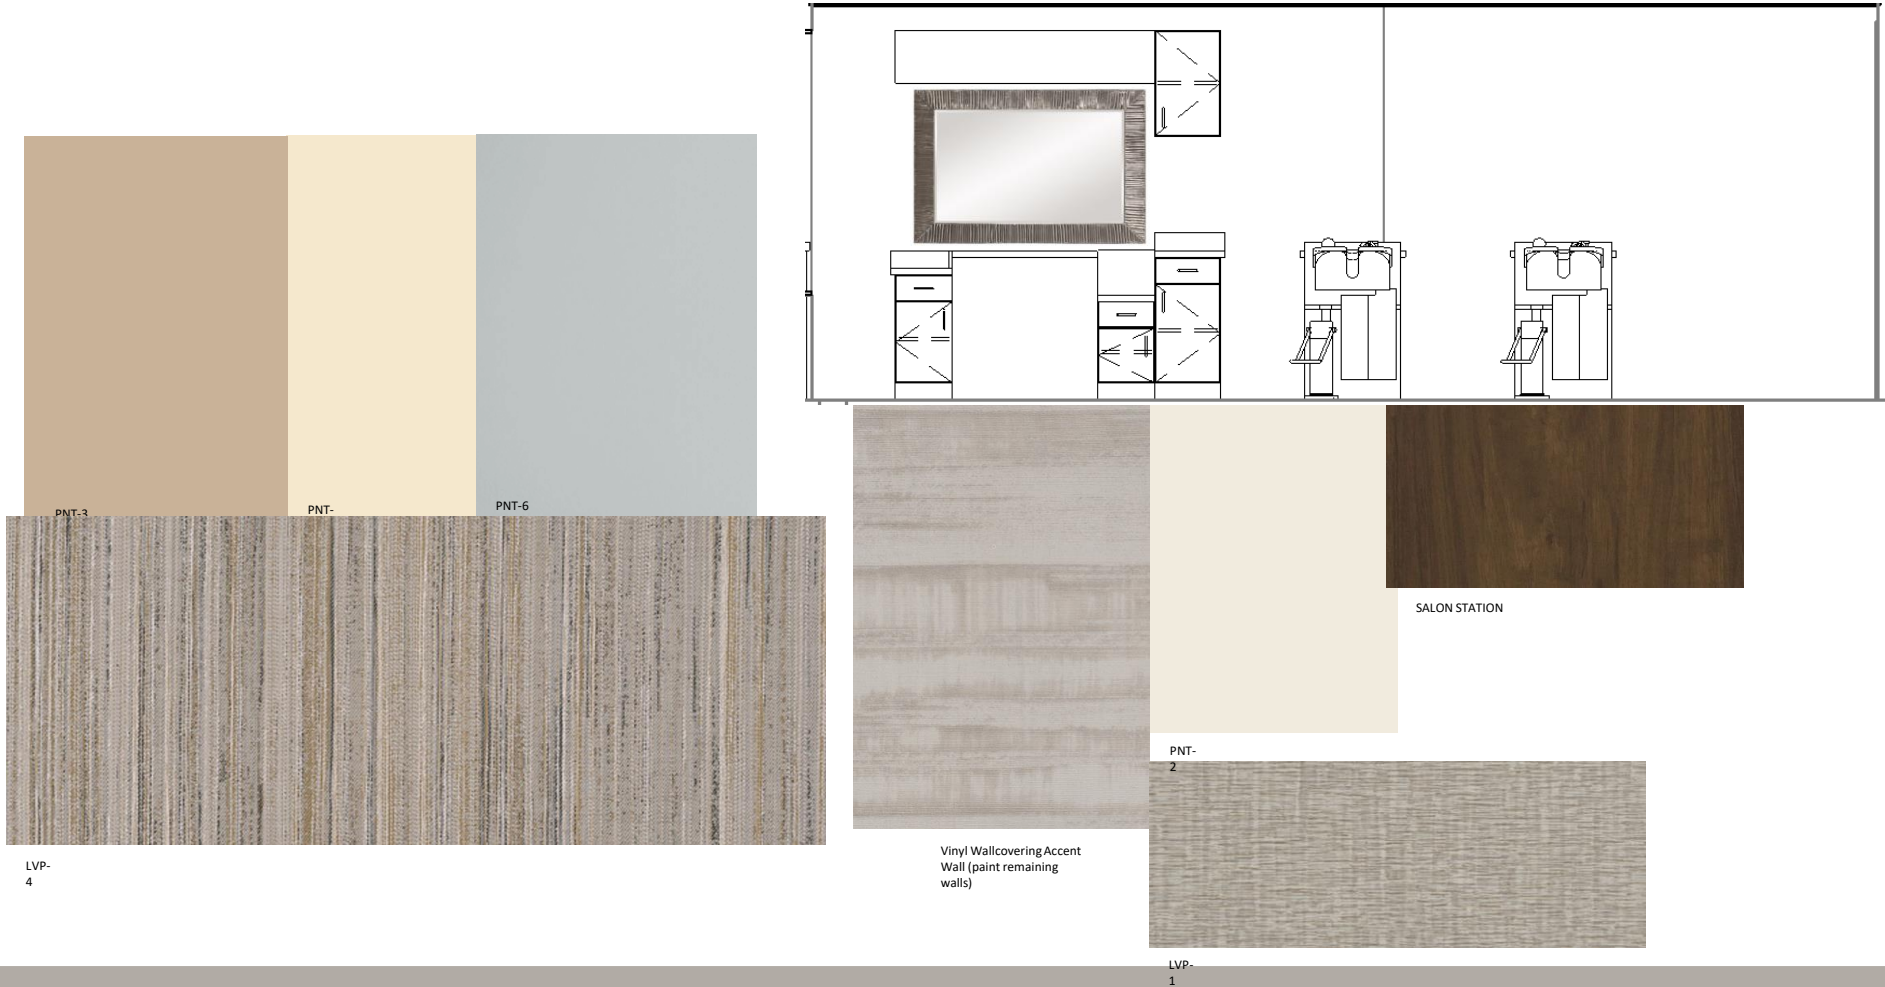 PNT-3
PNT-
PNT-6
LVP-
4
SALON STATION
PNT-
2
Vinyl Wallcovering Accent
Wall (paint remaining
walls)
LVP-
1